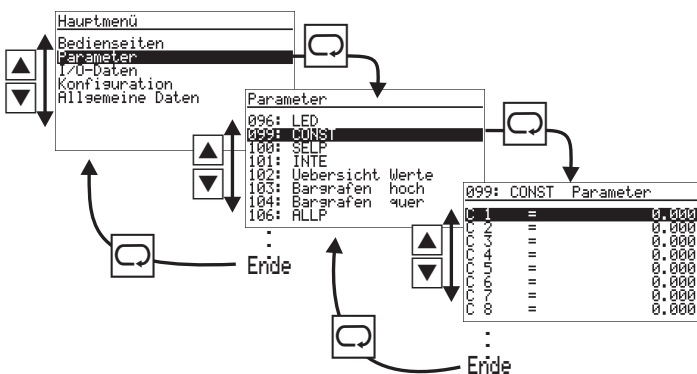 Hauptmenü
Bedienseiten
Parameter
I/O-Daten
Konfiguration
Allgemeine Daten
Parameter
096: LED
099: CONST
100: SELP
101: INTE
102: Uebersicht Werte
103: Bargrafen hoch
104: Bargrafen quer
106: ALLP
:
Ende
099: CONST Parameter
C 1 = 0.000
C 2 = 0.000
C 3 = 0.000
C 4 = 0.000
C 5 = 0.000
C 6 = 0.000
C 7 = 0.000
C 8 = 0.000
:
Ende